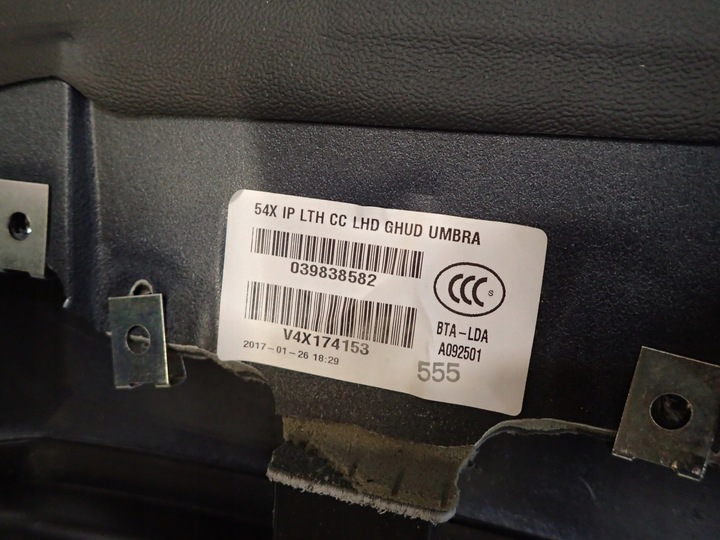 54X IP LTH CC LHD GHUD UMBRA
039838582
V4X174153
2017-01-26 18:29
CCC S
BTA-LDA
A092501
555